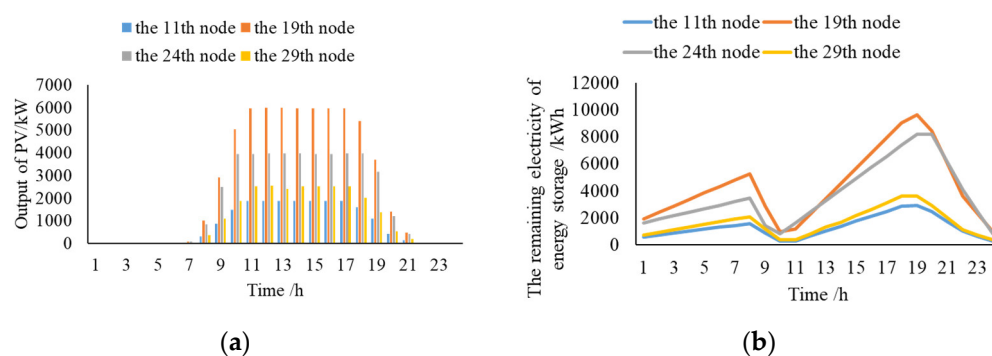 the 11th node the 19th node
the 24th node the 29th node
Output of PV/kW
7000
6000
5000
4000
3000
2000
1000
0
1 3 5 7 9 11 13 15 17 19 21 23
Time /h
(a)
the 11th node the 19th node
the 24th node the 29th node
The remaining electricity of
energy storage /kWh
12000
10000
8000
6000
4000
2000
0
1 3 5 7 9 11 13 15 17 19 21 23
Time /h
(b)